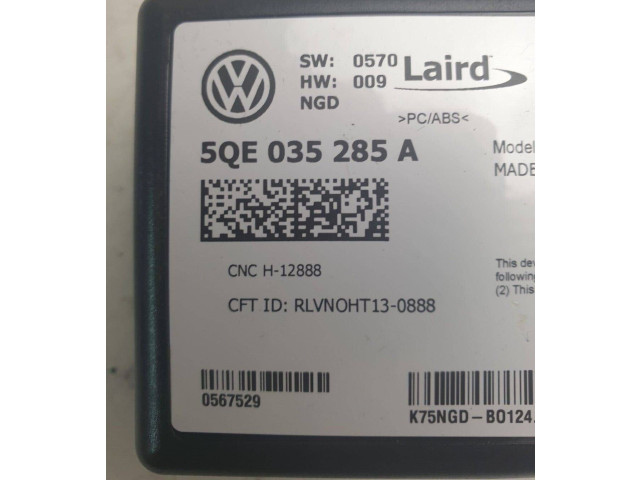 SW: 0570
HW: 009
NGD
Laird
>PC/ABS<
5QE 035 285 A
Model
MADE
CNC H-12888
CFT ID: RLVNOHT13-0888
This dev
following
(2) This
0567529
K75NGD-BO124.